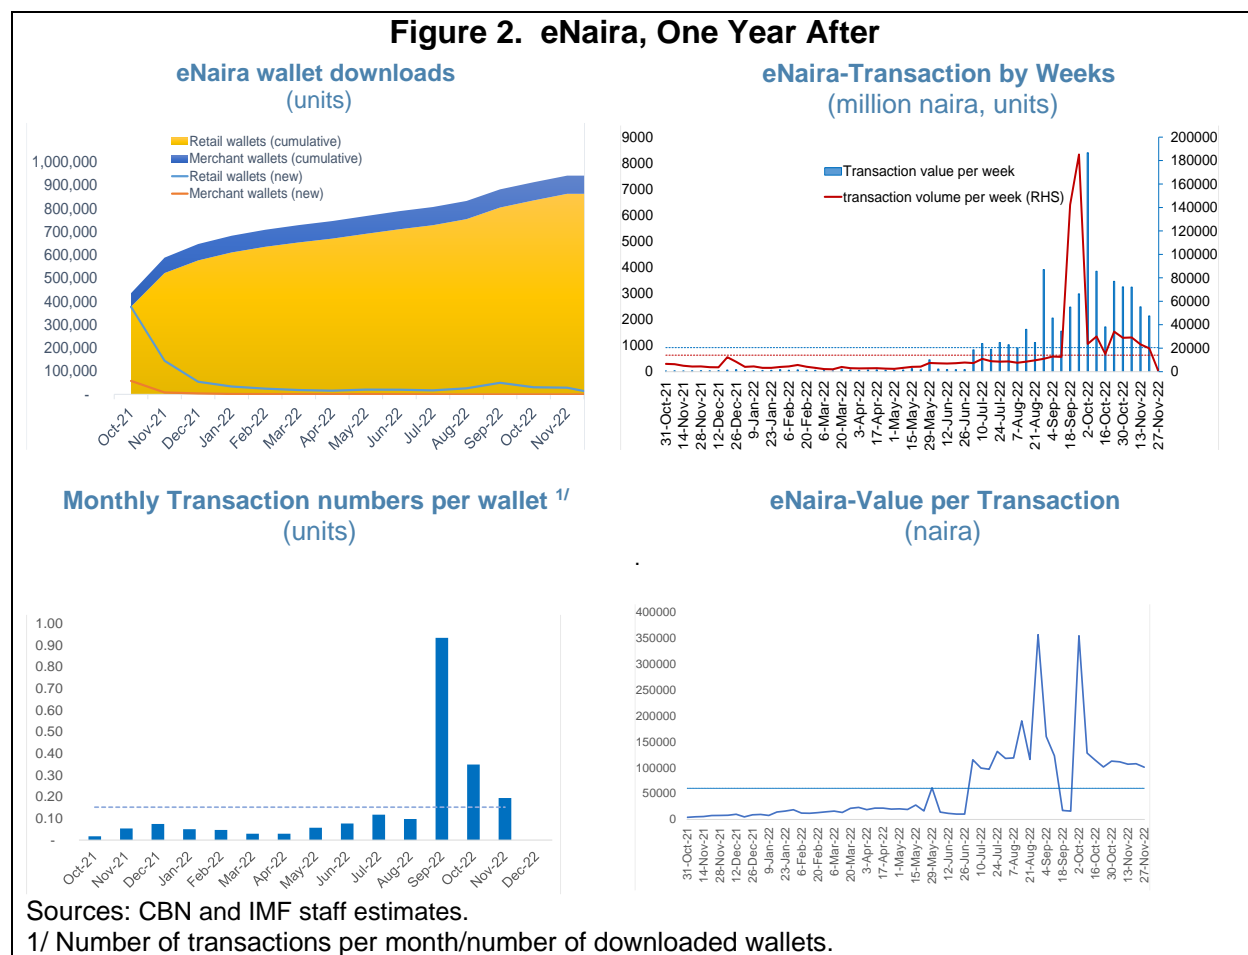 Figure 2. eNaira, One Year After
eNaira wallet downloads
(units)
Retail wallets (cumulative)
Merchant wallets (cumulative)
Retail wallets (new)
Merchant wallets (new)
1,000,000
900,000
800,000
700,000
600,000
500,000
400,000
300,000
200,000
100,000
-
Oct-21
Nov-21
Dec-21
Jan-22
Feb-22
Mar-22
Apr-22
May-22
Jun-22
Jul-22
Aug-22
Sep-22
Oct-22
Nov-22
eNaira-Transaction by Weeks
(million naira, units)
9000
8000
7000
6000
5000
4000
3000
2000
1000
0
Transaction value per week
transaction volume per week (RHS)
200000
180000
160000
140000
120000
100000
80000
60000
40000
20000
0
31-Oct-21
14-Nov-21
28-Nov-21
12-Dec-21
26-Dec-21
9-Jan-22
23-Jan-22
6-Feb-22
20-Feb-22
6-Mar-22
20-Mar-22
3-Apr-22
17-Apr-22
1-May-22
15-May-22
29-May-22
12-Jun-22
26-Jun-22
10-Jul-22
24-Jul-22
7-Aug-22
21-Aug-22
4-Sep-22
18-Sep-22
2-Oct-22
16-Oct-22
30-Oct-22
13-Nov-22
27-Nov-22
Monthly Transaction numbers per wallet 1/
(units)
1.00
0.90
0.80
0.70
0.60
0.50
0.40
0.30
0.20
0.10
-
Oct-21
Nov-21
Dec-21
Jan-22
Feb-22
Mar-22
Apr-22
May-22
Jun-22
Jul-22
Aug-22
Sep-22
Oct-22
Nov-22
Dec-22
eNaira-Value per Transaction
(naira)
.
400000
350000
300000
250000
200000
150000
100000
50000
0
31-Oct-21
14-Nov-21
28-Nov-21
12-Dec-21
26-Dec-21
9-Jan-22
23-Jan-22
6-Feb-22
20-Feb-22
6-Mar-22
20-Mar-22
3-Apr-22
17-Apr-22
1-May-22
15-May-22
29-May-22
12-Jun-22
26-Jun-22
10-Jul-22
24-Jul-22
7-Aug-22
21-Aug-22
4-Sep-22
18-Sep-22
2-Oct-22
16-Oct-22
30-Oct-22
13-Nov-22
27-Nov-22
Sources: CBN and IMF staff estimates.
1/ Number of transactions per month/number of downloaded wallets.